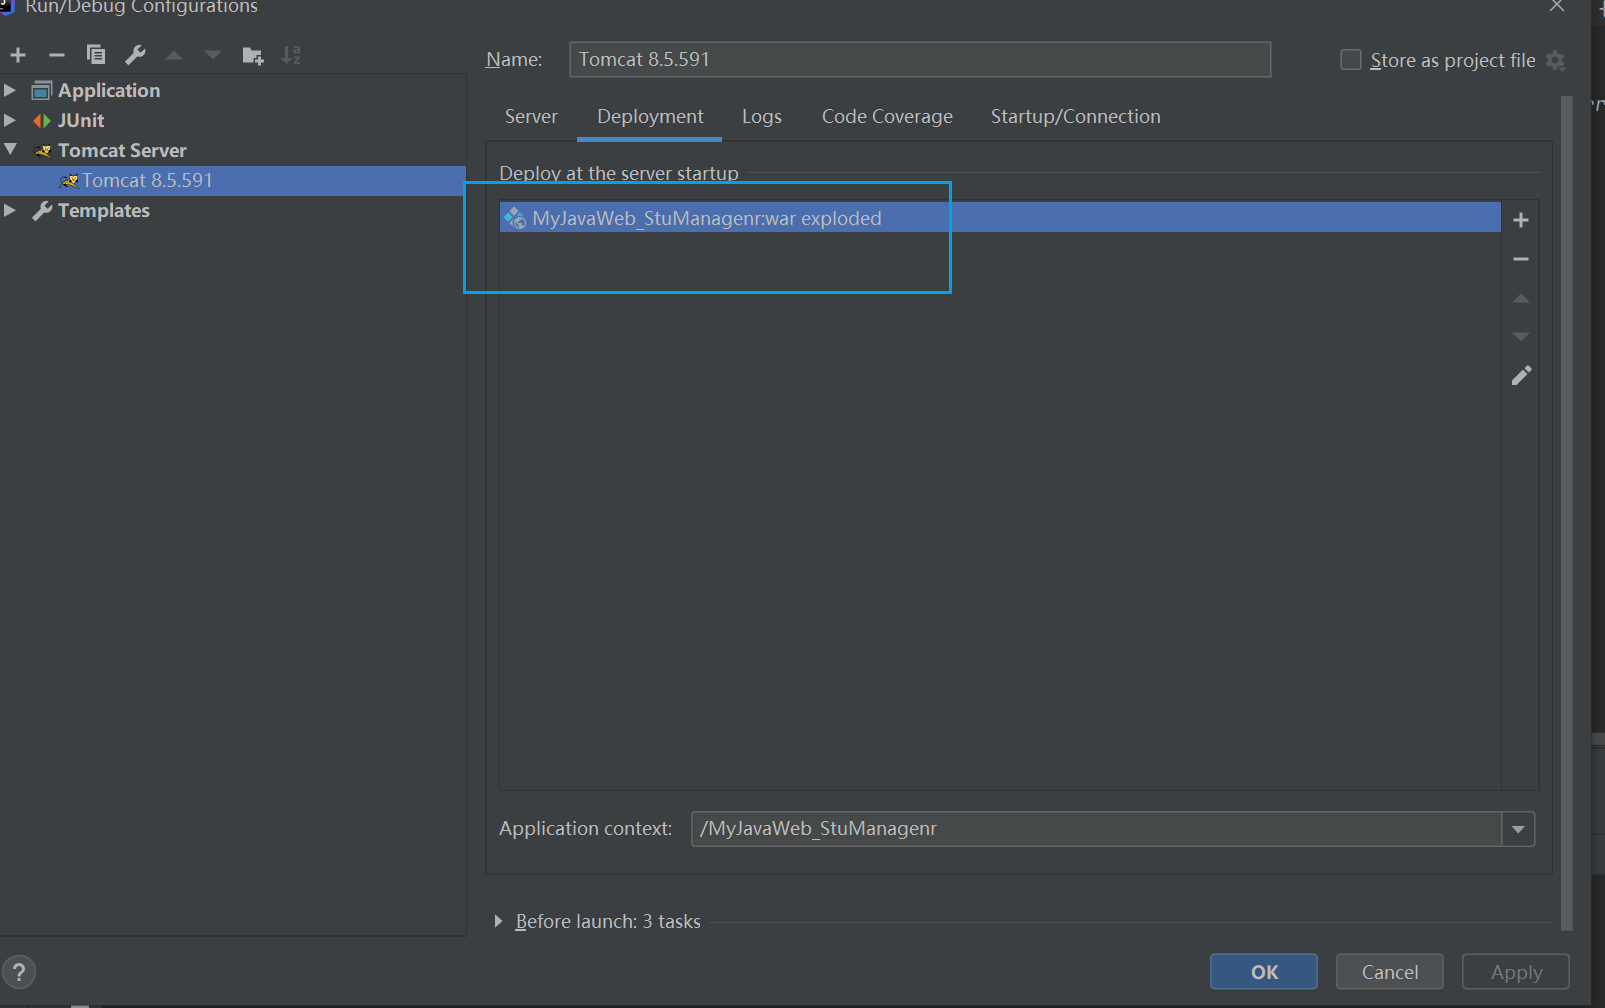 Run/Debug Configurations
Name: Tomcat 8.5.591
Store as project file
Application
JUnit
Tomcat Server
Tomcat 8.5.591
Templates
Server Deployment Logs Code Coverage Startup/Connection
Deploy at the server startup
MyJavaWeb_StuManagenr:war exploded
Application context: /MyJavaWeb_StuManagenr
Before launch: 3 tasks
?
OK Cancel Apply